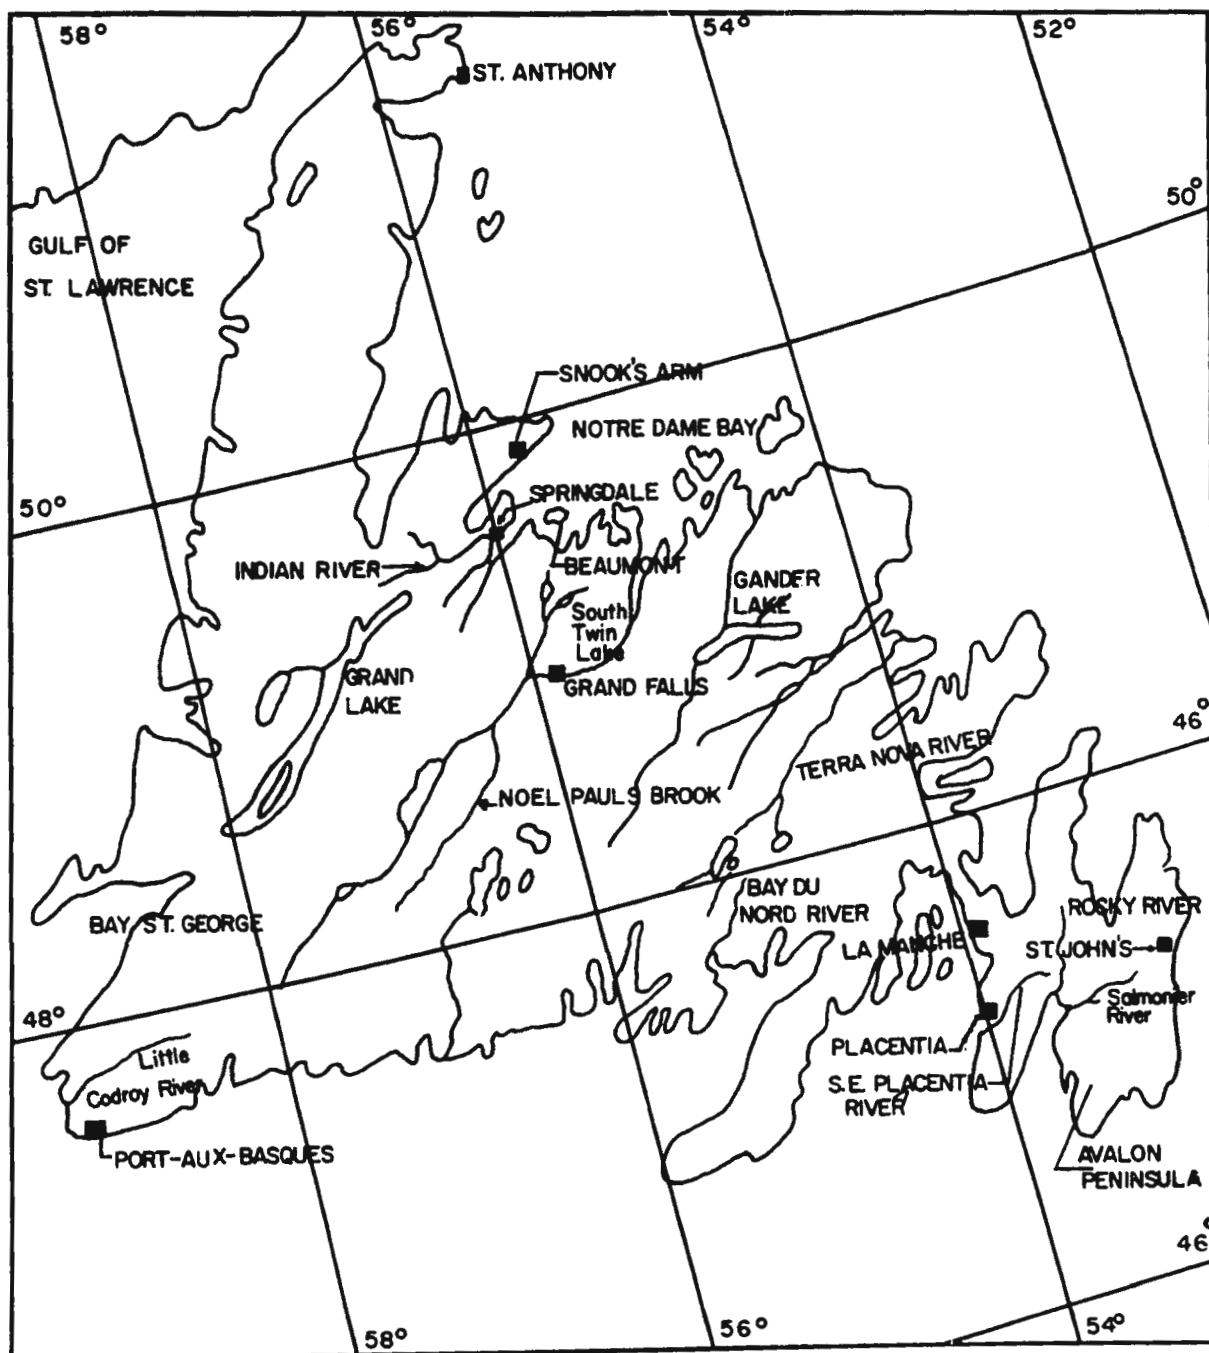 58°
56°
54°
52°
ST. ANTHONY
50°
GULF OF
ST. LAWRENCE
SNOOK'S ARM
NOTRE DAME BAY
50°
SPRINGDALE
INDIAN RIVER
BEAUMONT
GANDER
LAKE
South
Twin
Lake
GRAND
LAKE
GRAND FALLS
46°
TERRA NOVA RIVER
NOEL PAULS BROOK
BAY DU
NORD RIVER
ROSKY RIVER
BAY ST. GEORGE
LA MANCHE
ST. JOHN'S
Salmonier
River
48°
Little
Codroy River
PLACENTIA
S.E. PLACENTIA
RIVER
PORT-AUX-BASQUES
AVALON
PENINSULA
46°
58°
56°
54°